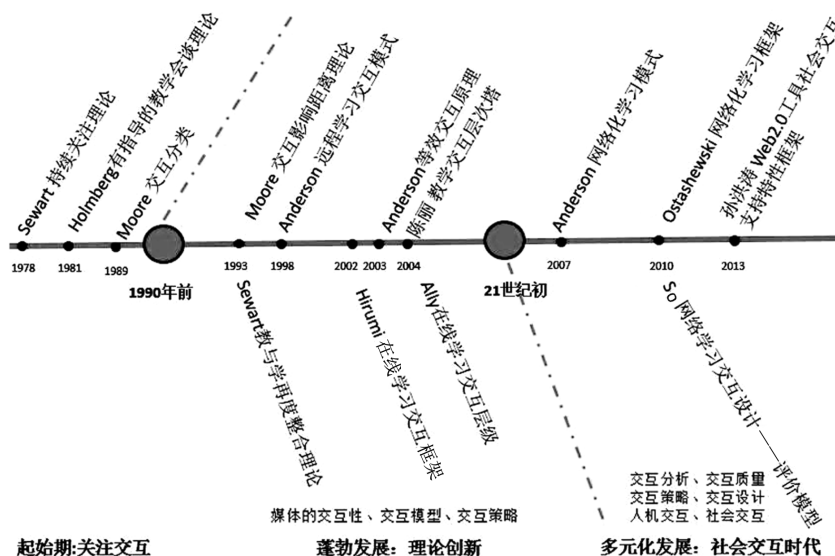 Sewart 持续关注理论
Holmberg有指导的教学会谈理论
Moore 交互分类
Moore 交互影响距离理论
Anderson 远程学习交互模式
Anderson 等效交互原理
陈丽 教学交互层次塔
Anderson 网络化学习模式
Ostashewski 网络化学习框架
孙洪涛 Web2.0工具社会交互
支持特性框架
1978
1981
1989
1990年前
1993
1998
2002
2003
2004
21世纪初
2007
2010
2013
Sewart教与学再度整合理论
Hirumi 在线学习交互框架
Ally在线学习交互层级
So 网络学习交互设计——评价模型
媒体的交互性、交互模型、交互策略
交互分析、交互质量
交互策略、交互设计
人机交互、社会交互
起始期:关注交互
蓬勃发展：理论创新
多元化发展：社会交互时代